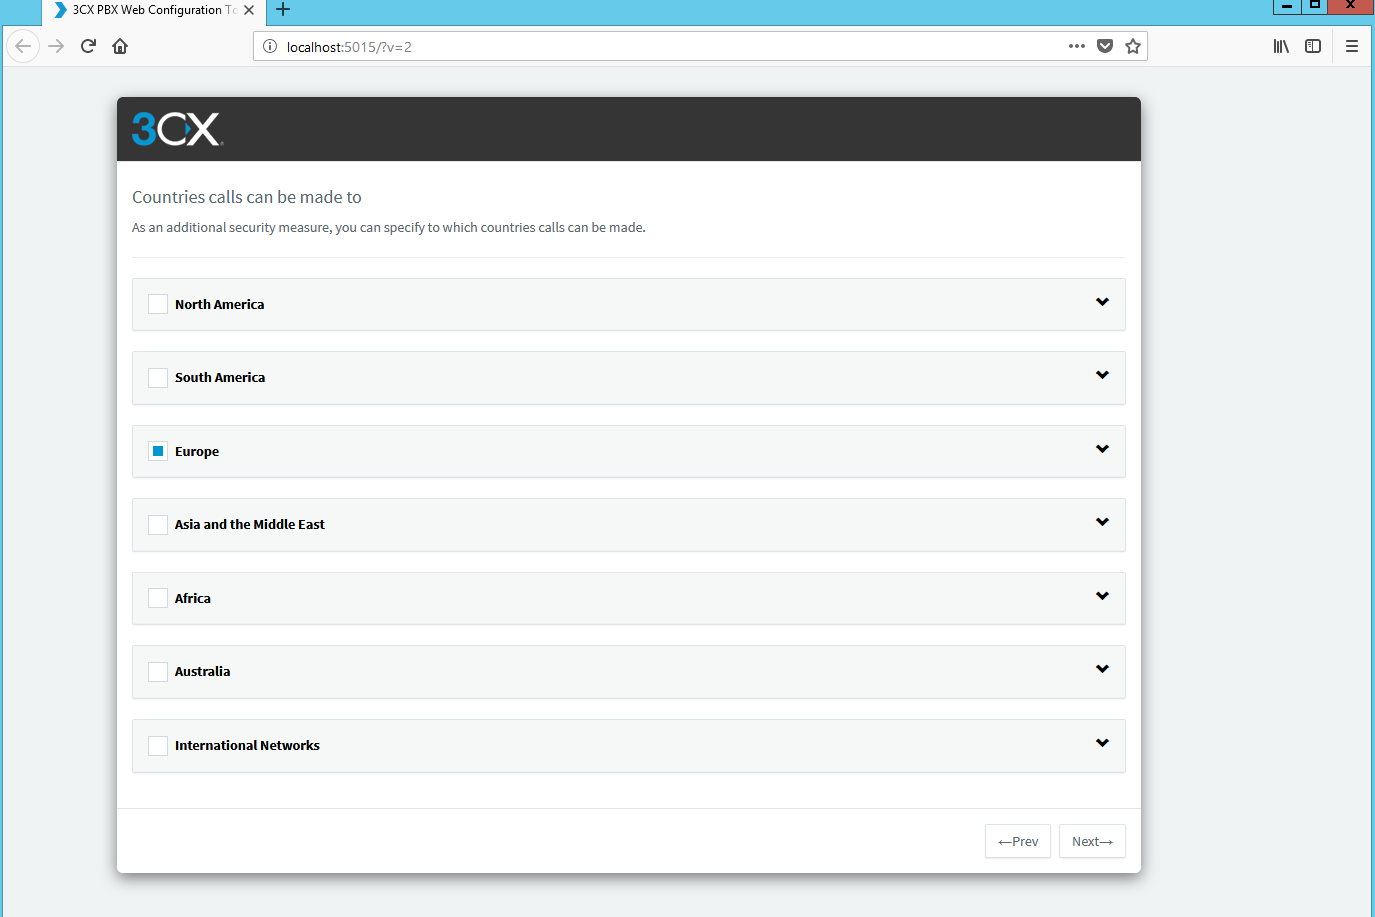 3CX PBX Web Configuration To
localhost:5015/?v=2
3CX
Countries calls can be made to
As an additional security measure, you can specify to which countries calls can be made.
North America
South America
Europe
Asia and the Middle East
Africa
Australia
International Networks
←Prev
Next→